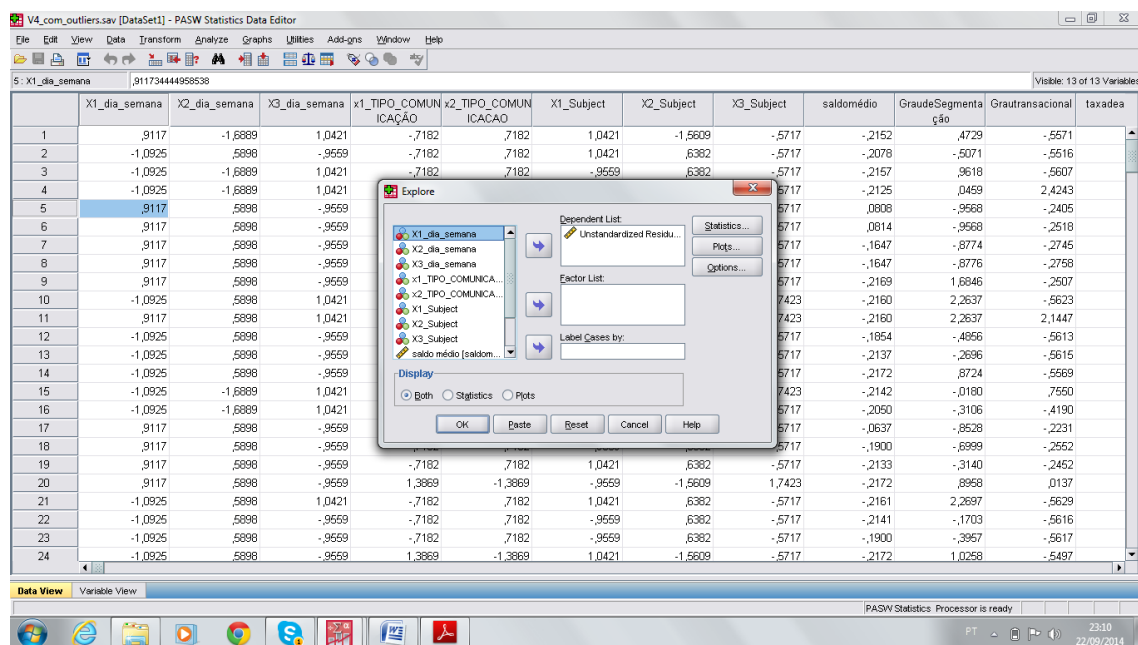 V4_com_outliers.sav [DataSet1] - PASW Statistics Data Editor
File Edit View Data Transform Analyze Graphs Utilities Add-ons Window Help
5 : X1_dia_semana ,911734444958538 Visible: 13 of 13 Variables
X1_dia_semana X2_dia_semana X3_dia_semana x1_TIPO_COMUNICAÇÃO x2_TIPO_COMUNICACAO X1_Subject X2_Subject X3_Subject saldomédio GraudeSegmentação Grautransacional taxadea
1 ,9117 -1,6889 1,0421 -,7182 ,7182 1,0421 -1,5609 -,5717 -,2152 ,4729 -,5571
2 -1,0925 ,5898 -,9559 -,7182 ,7182 1,0421 ,6382 -,5717 -,2078 -,5071 -,5516
3 -1,0925 -1,6889 1,0421 -,7182 ,7182 -,9559 ,6382 -,5717 -,2157 ,9618 -,5607
4 -1,0925 -1,6889 1,0421 5717 -,2125 ,0459 2,4243
5 ,9117 ,5898 -,9559 5717 ,0808 -,9568 -,2405
6 ,9117 ,5898 -,9559 5717 ,0814 -,9568 -,2518
7 ,9117 ,5898 -,9559 5717 -,1647 -,8774 -,2745
8 ,9117 ,5898 -,9559 5717 -,1647 -,8776 -,2758
9 ,9117 ,5898 -,9559 5717 -,2169 1,6846 -,2507
10 -1,0925 ,5898 1,0421 7423 -,2160 2,2637 -,5623
11 ,9117 ,5898 1,0421 7423 -,2160 2,2637 2,1447
12 -1,0925 ,5898 -,9559 5717 -,1854 -,4856 -,5613
13 -1,0925 ,5898 -,9559 5717 -,2137 -,2696 -,5615
14 -1,0925 ,5898 -,9559 5717 -,2172 ,8724 -,5569
15 -1,0925 -1,6889 1,0421 7423 -,2142 -,0180 ,7550
16 -1,0925 -1,6889 1,0421 5717 -,2050 -,3106 -,4190
17 ,9117 ,5898 -,9559 5717 -,0637 -,8528 -,2231
18 ,9117 ,5898 -,9559 5717 -,1900 -,6999 -,2552
19 ,9117 ,5898 -,9559 -,7182 ,7182 1,0421 ,6382 -,5717 -,2133 -,3140 -,2452
20 ,9117 ,5898 -,9559 1,3869 -1,3869 -,9559 -1,5609 1,7423 -,2172 ,8958 ,0137
21 -1,0925 ,5898 1,0421 -,7182 ,7182 1,0421 ,6382 -,5717 -,2161 2,2697 -,5629
22 -1,0925 ,5898 -,9559 -,7182 ,7182 -,9559 ,6382 -,5717 -,2141 -,1703 -,5616
23 -1,0925 ,5898 -,9559 -,7182 ,7182 -,9559 ,6382 -,5717 -,1900 -,3957 -,5617
24 -1,0925 ,5898 -,9559 1,3869 -1,3869 1,0421 -1,5609 -,5717 -,2172 1,0258 -,5497
Explore
X1_dia_semana
X2_dia_semana
X3_dia_semana
x1_TIPO_COMUNICA...
x2_TIPO_COMUNICA...
X1_Subject
X2_Subject
X3_Subject
saldo médio [saldom...
Dependent List:
Unstandardized Residu...
Factor List:
Label Cases by:
Statistics...
Plots...
Options...
Display
Both Statistics Plots
OK Paste Reset Cancel Help
Data View Variable View
PASW Statistics Processor is ready
PT 23:10
22/09/2014